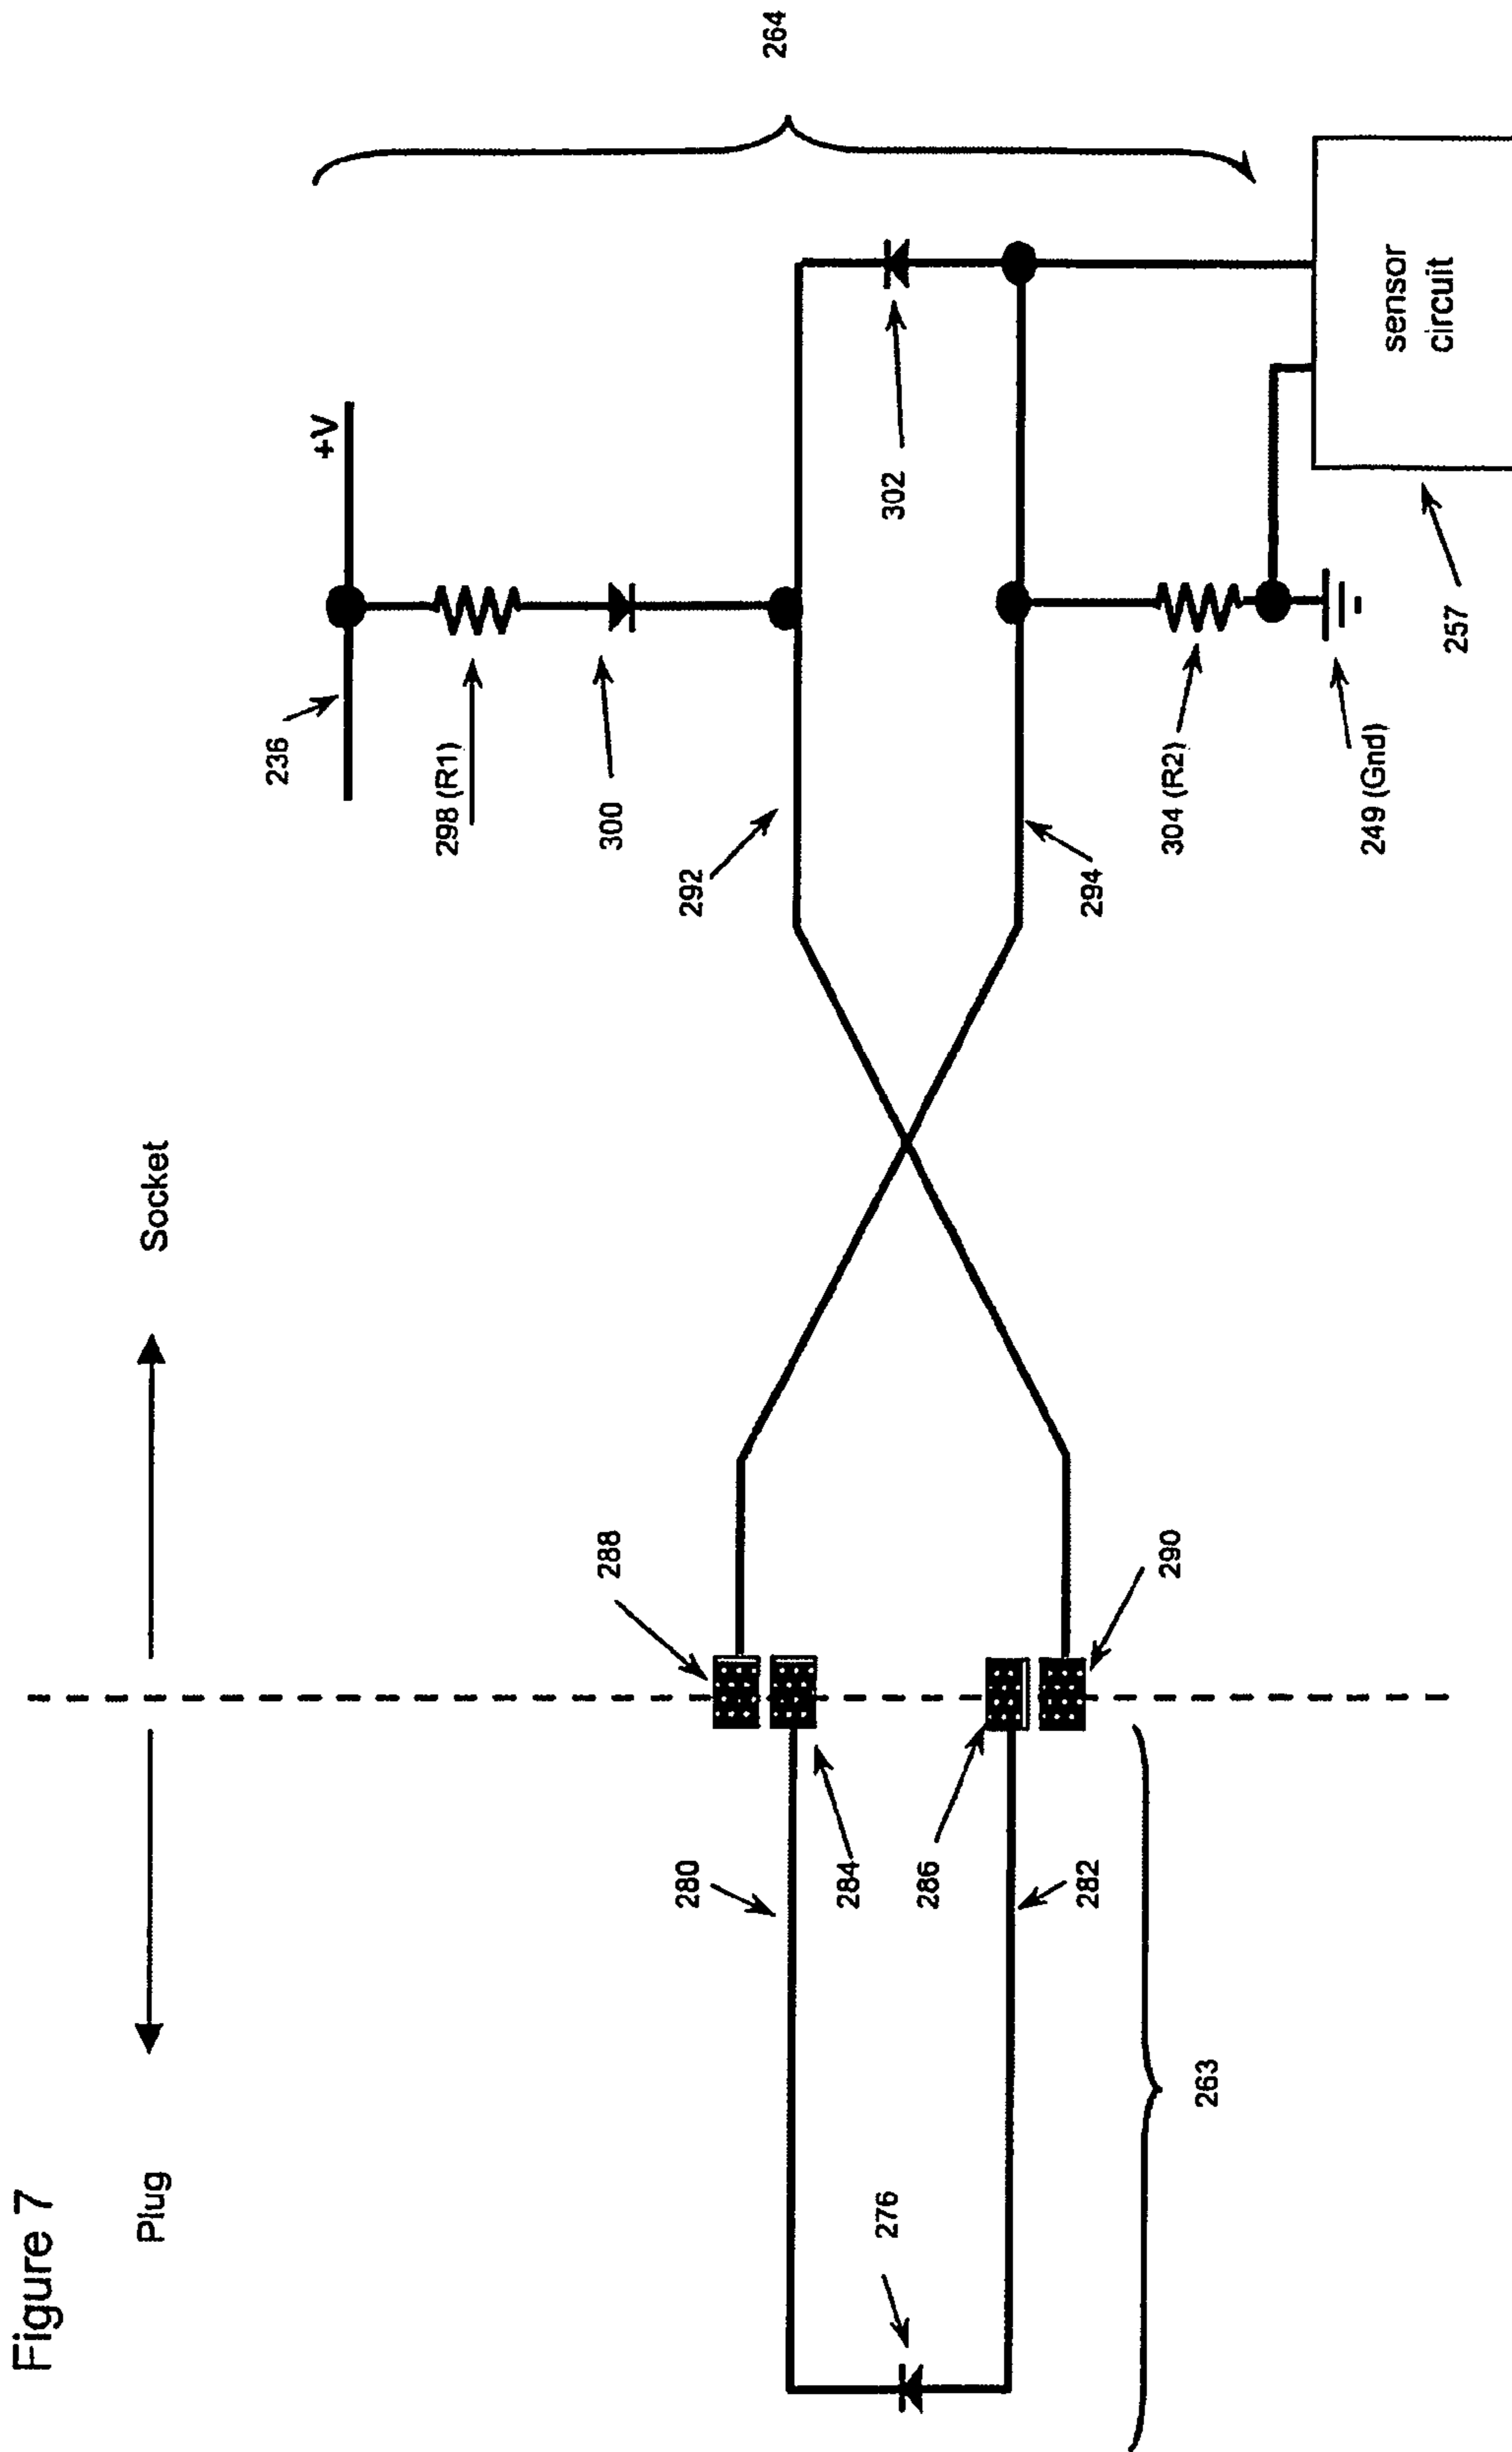 Figure 7
Plug
Socket
236
+V
298 (R1)
300
292
302
264
294
304 (R2)
249 (Gnd)
257
sensor
circuit
288
290
280
284
286
282
276
263